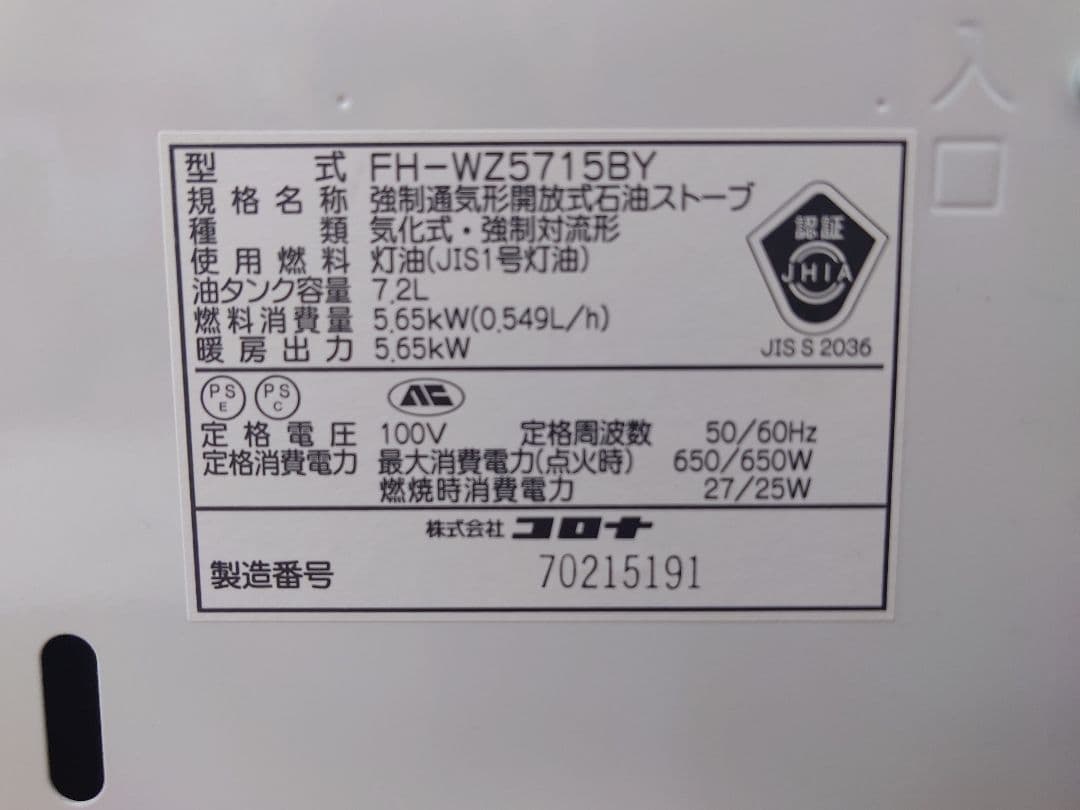 入口
型式 FH-WZ5715BY
規格名称 強制通気形開放式石油ストーブ
種類 気化式・強制対流形
使用燃料 灯油(JIS1号灯油)
油タンク容量 7.2L
燃料消費量 5.65kW(0.549L/h)
暖房出力 5.65kW
認証
JHIA
JIS S 2036
PS E PS C
定格電圧 100V 定格周波数 50/60Hz
定格消費電力 最大消費電力(点火時) 650/650W
燃焼時消費電力 27/25W
株式会社 コロナ
製造番号 70215191